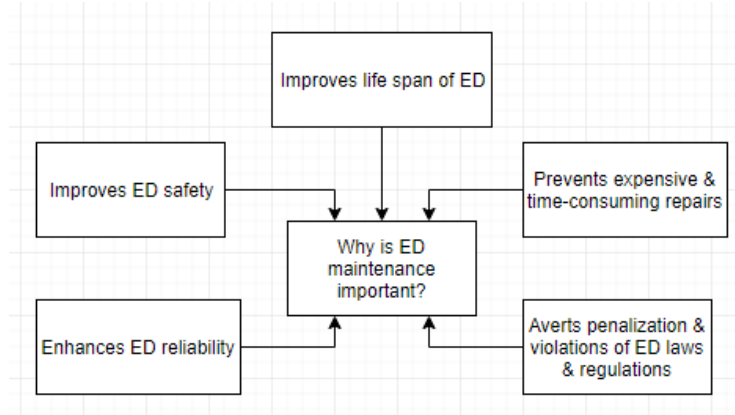 Improves life span of ED
Improves ED safety
Prevents expensive &
time-consuming repairs
Why is ED
maintenance
important?
Enhances ED reliability
Averts penalization &
violations of ED laws
& regulations